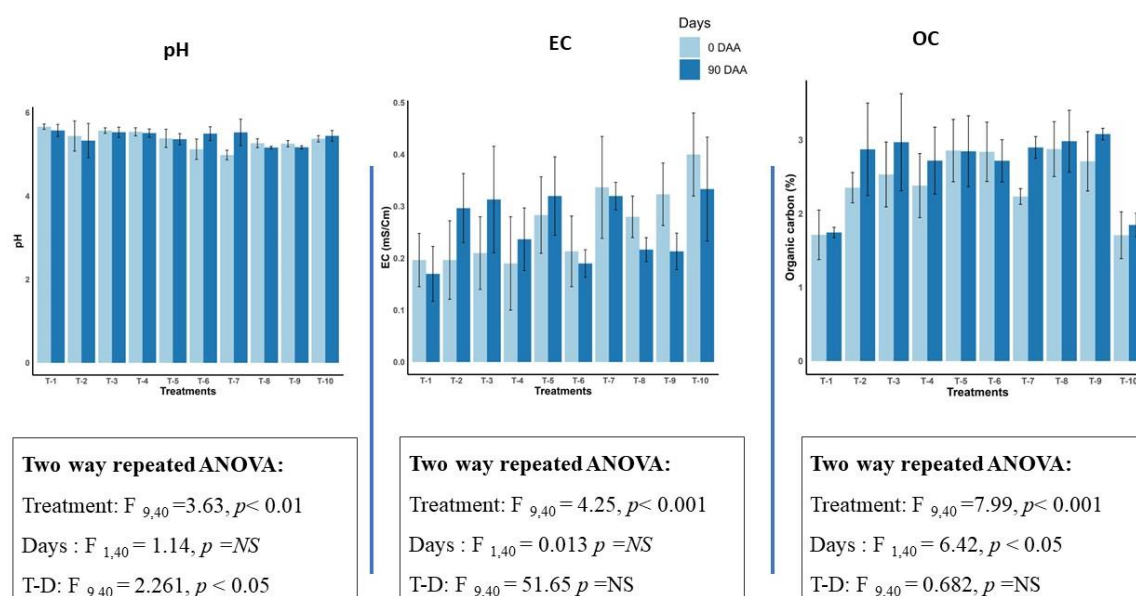 Days
0 DAA
90 DAA
pH
EC
OC
pH
6
4
2
0
T-1 T-2 T-3 T-4 T-5 T-6 T-7 T-8 T-9 T-10
Treatments
EC (mS/Cm)
0.5
0.4
0.3
0.2
0.1
0.0
T-1 T-2 T-3 T-4 T-5 T-6 T-7 T-8 T-9 T-10
Treatments
Organic carbon (%)
3
2
1
0
T-1 T-2 T-3 T-4 T-5 T-6 T-7 T-8 T-9 T-10
Treatments
Two way repeated ANOVA:
Treatment: F 9,40 =3.63, p< 0.01
Days : F 1,40 = 1.14, p =NS
T-D: F 9,40 = 2.261, p < 0.05
Two way repeated ANOVA:
Treatment: F 9,40 = 4.25, p< 0.001
Days : F 1,40 = 0.013 p =NS
T-D: F 9,40 = 51.65 p =NS
Two way repeated ANOVA:
Treatment: F 9,40 =7.99, p< 0.001
Days : F 1,40 = 6.42, p < 0.05
T-D: F 9,40 = 0.682, p =NS